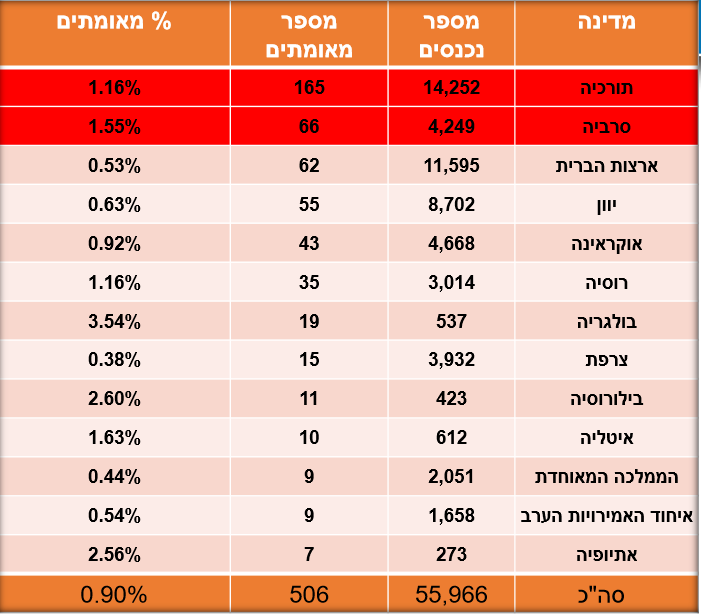 מדינה מספר נכנסים מספר מאומתים % מאומתים
תורכיה 14,252 165 1.16%
סרביה 4,249 66 1.55%
ארצות הברית 11,595 62 0.53%
יוון 8,702 55 0.63%
אוקראינה 4,668 43 0.92%
רוסיה 3,014 35 1.16%
בולגריה 537 19 3.54%
צרפת 3,932 15 0.38%
בילורוסיה 423 11 2.60%
איטליה 612 10 1.63%
הממלכה המאוחדת 2,051 9 0.44%
איחוד האמירויות הערב 1,658 9 0.54%
אתיופיה 273 7 2.56%
סה"כ 55,966 506 0.90%